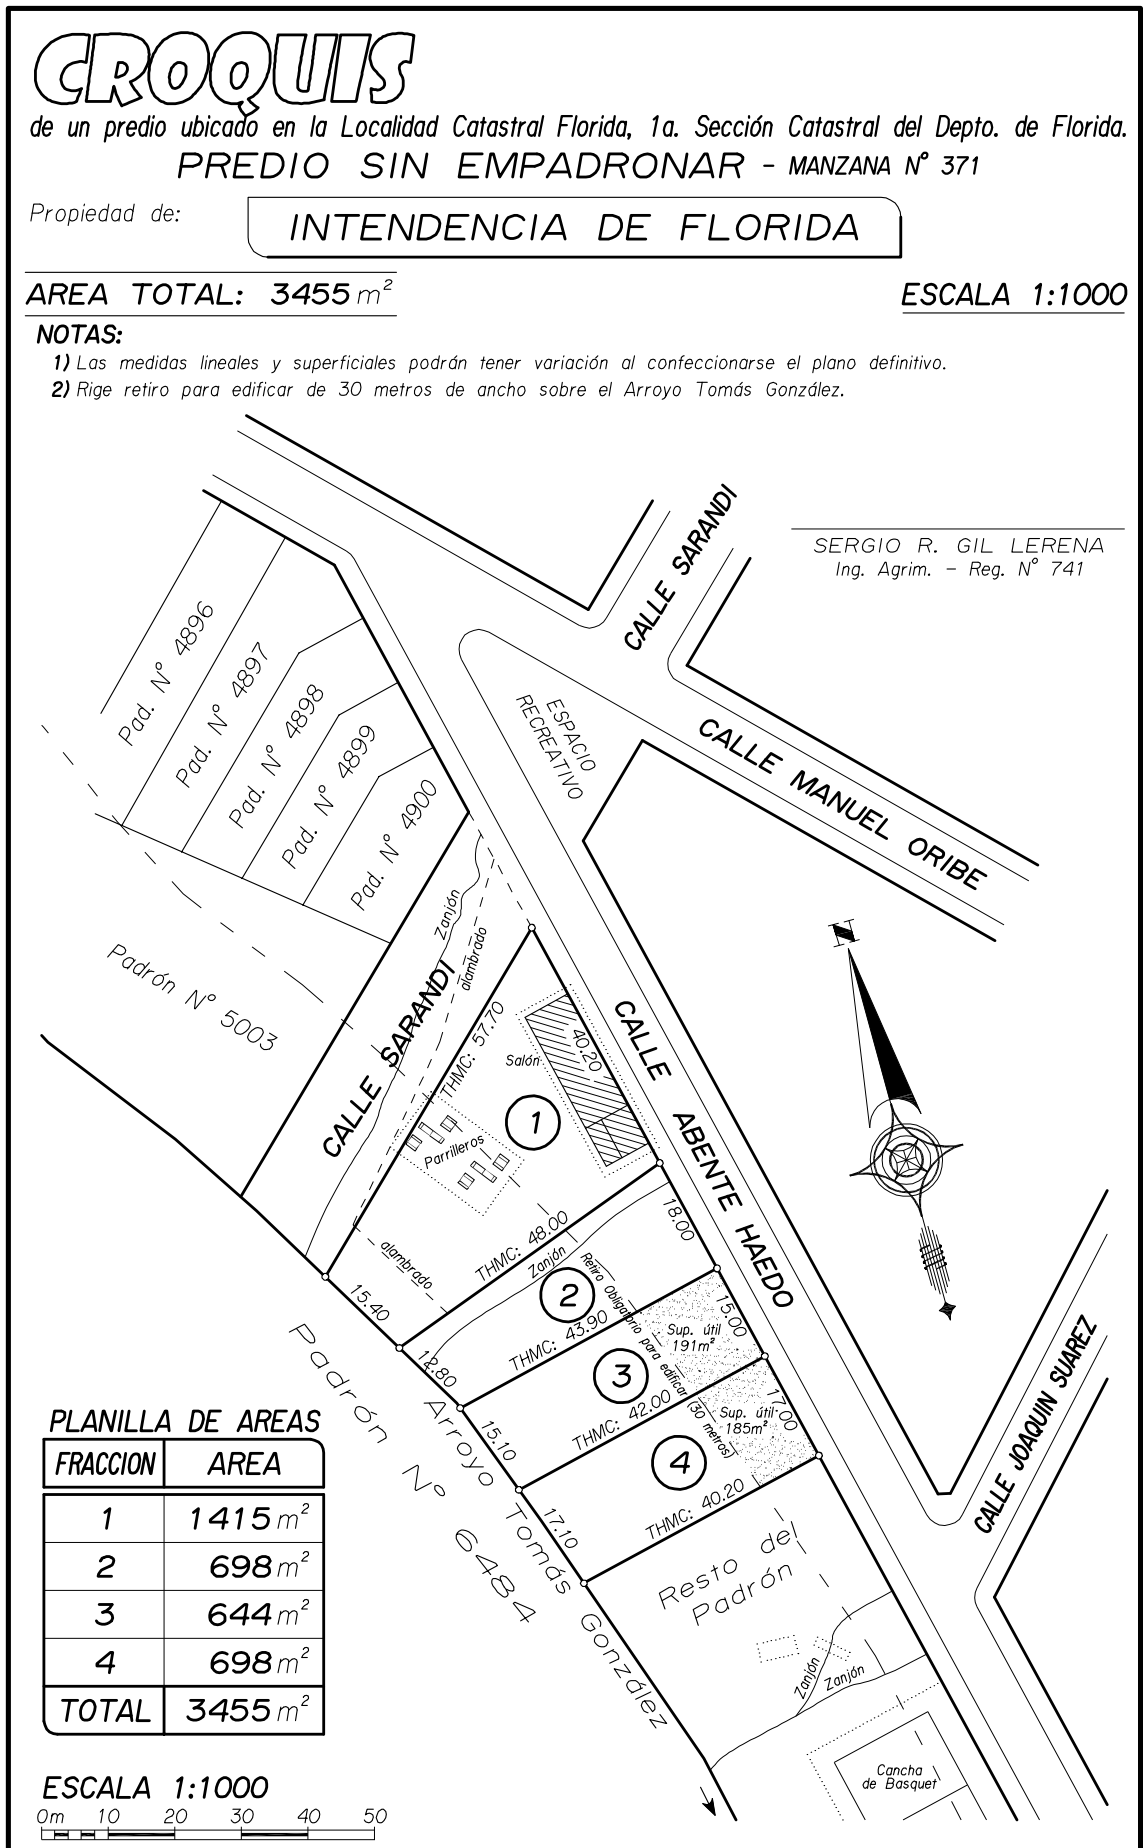 CROQUIS
de un predio ubicado en la Localidad Catastral Florida, 1a. Sección Catastral del Depto. de Florida.
PREDIO SIN EMPADRONAR - MANZANA N° 371
Propiedad de:
INTENDENCIA DE FLORIDA
AREA TOTAL: 3455 m²
ESCALA 1:1000
NOTAS:
1) Las medidas lineales y superficiales podrán tener variación al confeccionarse el plano definitivo.
2) Rige retiro para edificar de 30 metros de ancho sobre el Arroyo Tomás González.
SERGIO R. GIL LERENA
Ing. Agrim. - Reg. N° 741
CALLE SARANDI
Pad. N° 4896
Pad. N° 4897
Pad. N° 4898
Pad. N° 4899
Pad. N° 4900
ESPACIO
RECREATIVO
CALLE MANUEL ORIBE
Padrón N° 5003
Zanjón
alambrado
CALLE SARANDI
N
THMC: 57.70
Salón
40.20
CALLE ABENTE HAEDO
1
Parrilleros
alambrado
THMC: 48.00
Zanjón
18.00
15.40
2
Retiro Obligatorio para edificar (30 metros)
THMC: 43.90
15.00
Sup. útil
191m²
12.80
3
THMC: 42.00
17.00
Sup. útil
185m²
15.10
4
THMC: 40.20
17.10
Padrón N° 6484
Arroyo Tomás González
CALLE JOAQUIN SUAREZ
Resto del
Padrón
Zanjón
Zanjón
Cancha
de Basquet
PLANILLA DE AREAS
FRACCION AREA
1 1415 m²
2 698 m²
3 644 m²
4 698 m²
TOTAL 3455 m²
ESCALA 1:1000
0m 10 20 30 40 50